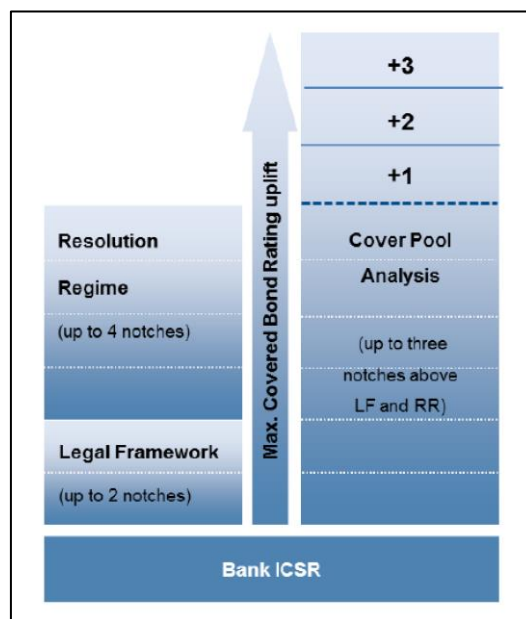 Resolution
Regime
(up to 4 notches)
Legal Framework
(up to 2 notches)
Max. Covered Bond Rating uplift
+3
+2
+1
Cover Pool
Analysis
(up to three
notches above
LF and RR)
Bank ICSR